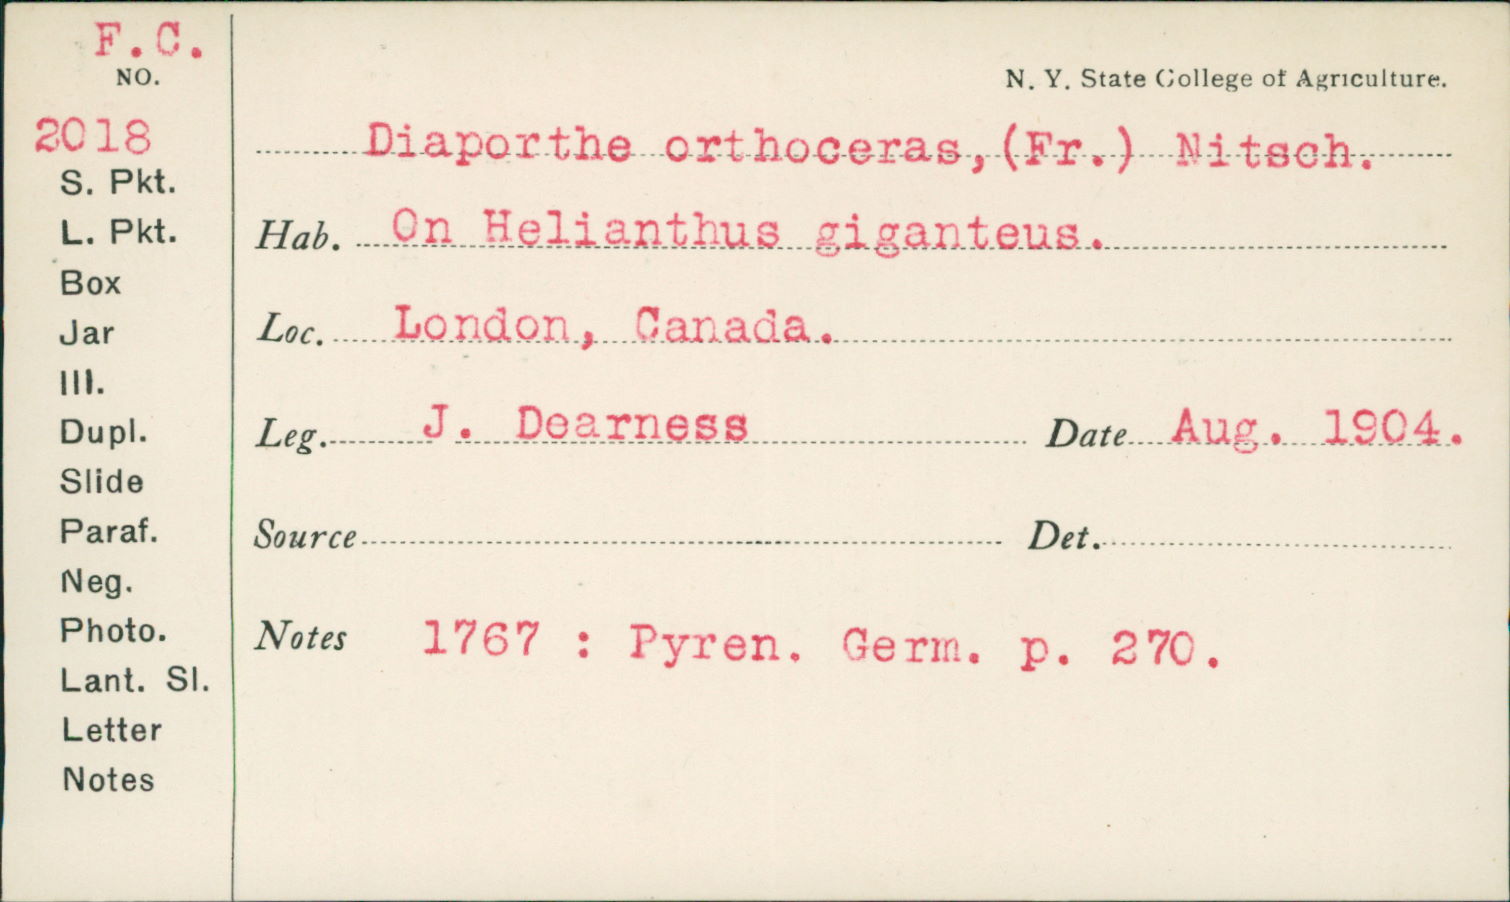 F.C.
NO.
2018
S. Pkt.
L. Pkt.
Box
Jar
Ill.
Dupl.
Slide
Paraf.
Neg.
Photo.
Lant. Sl.
Letter
Notes
N. Y. State College of Agriculture.
Diaporthe orthoceras,(Fr.) Nitsch.
Hab. On Helianthus giganteus.
Loc. London, Canada.
Leg. J. Dearness Date Aug. 1904.
Source Det.
Notes 1767 : Pyren. Germ. p. 270.